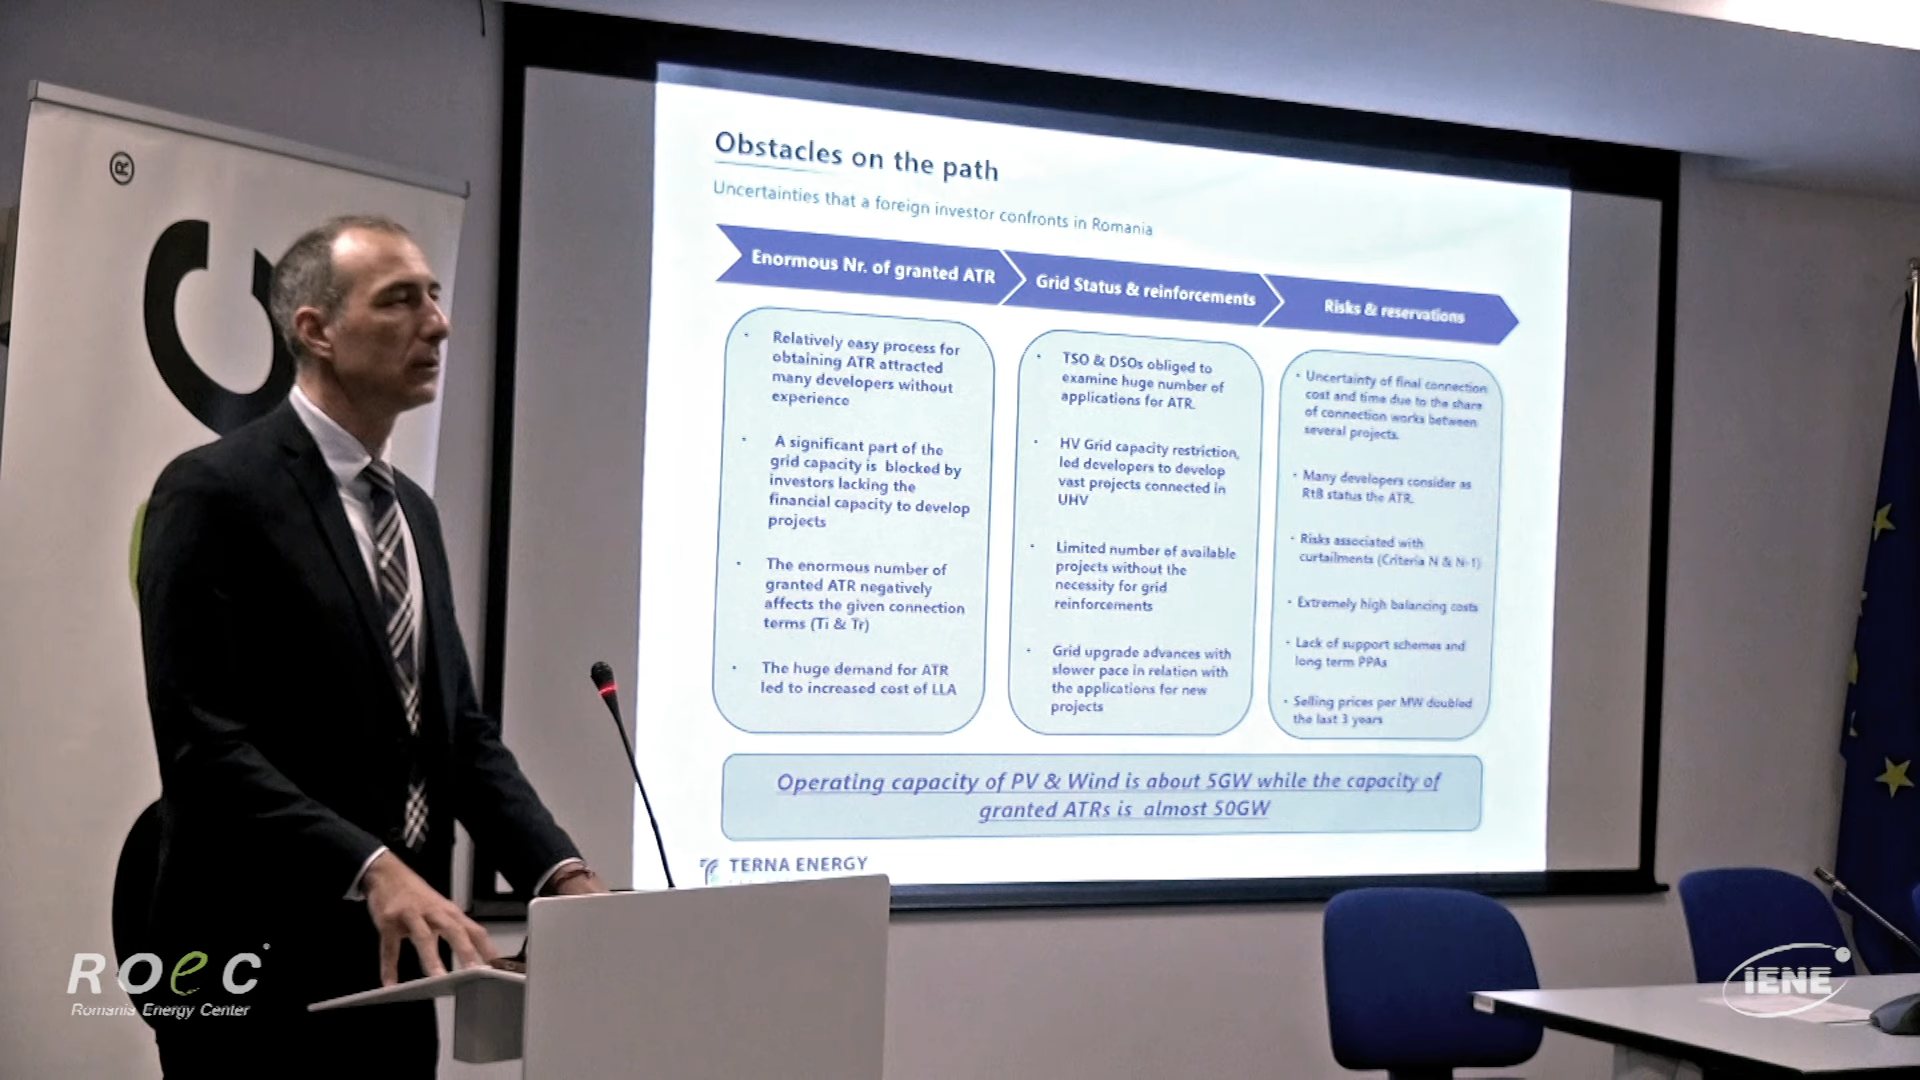 ®
Obstacles on the path
Uncertainties that a foreign investor confronts in Romania
Enormous Nr. of granted ATR
Grid Status & reinforcements
Risks & reservations
• Relatively easy process for
obtaining ATR attracted
many developers without
experience
• A significant part of the
grid capacity is blocked by
investors lacking the
financial capacity to develop
projects
• The enormous number of
granted ATR negatively
affects the given connection
terms (Ti & Tr)
• The huge demand for ATR
led to increased cost of LLA
• TSO & DSOs obliged to
examine huge number of
applications for ATR.
• HV Grid capacity restriction,
led developers to develop
vast projects connected in
UHV
• Limited number of available
projects without the
necessity for grid
reinforcements
• Grid upgrade advances with
slower pace in relation with
the applications for new
projects
• Uncertainty of final connection
cost and time due to the share
of connection works between
several projects.
• Many developers consider as
RtB status the ATR.
• Risks associated with
curtailments (Criteria N & N-1)
• Extremely high balancing costs
• Lack of support schemes and
long term PPAs
• Selling prices per MW doubled
the last 3 years
Operating capacity of PV & Wind is about 5GW while the capacity of
granted ATRs is almost 50GW
TERNA ENERGY
ROeC
Romania Energy Center
IENE